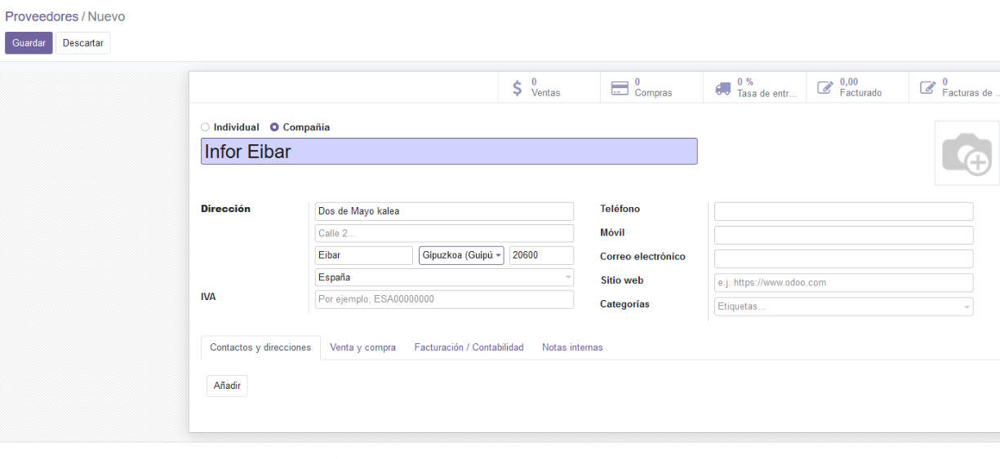 Proveedores / Nuevo
Guardar Descartar
0 Ventas
0 Compras
0 % Tasa de entr...
0,00 Facturado
0 Facturas de ...
Individual Compañía
Infor Eibar
Dirección
Dos de Mayo kalea
Calle 2...
Eibar Gipuzkoa (Guipú 20600
España
IVA Por ejemplo, ESA00000000
Teléfono
Móvil
Correo electrónico
Sitio web e.j. https://www.odoo.com
Categorías Etiquetas...
Contactos y direcciones Venta y compra Facturación / Contabilidad Notas internas
Añadir